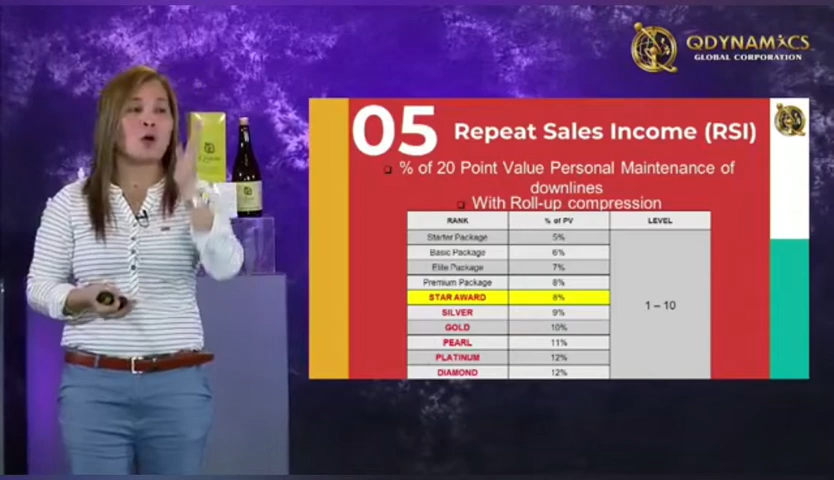 QDYNAMICS
GLOBAL CORPORATION
05 Repeat Sales Income (RSI)
% of 20 Point Value Personal Maintenance of
downlines
With Roll-up compression
RANK % of PV LEVEL
Starter Package 5%
Basic Package 6%
Elite Package 7%
Premium Package 8%
STAR AWARD 8%
SILVER 9%
GOLD 10%
PEARL 11%
PLATINUM 12%
DIAMOND 12%
1 – 10